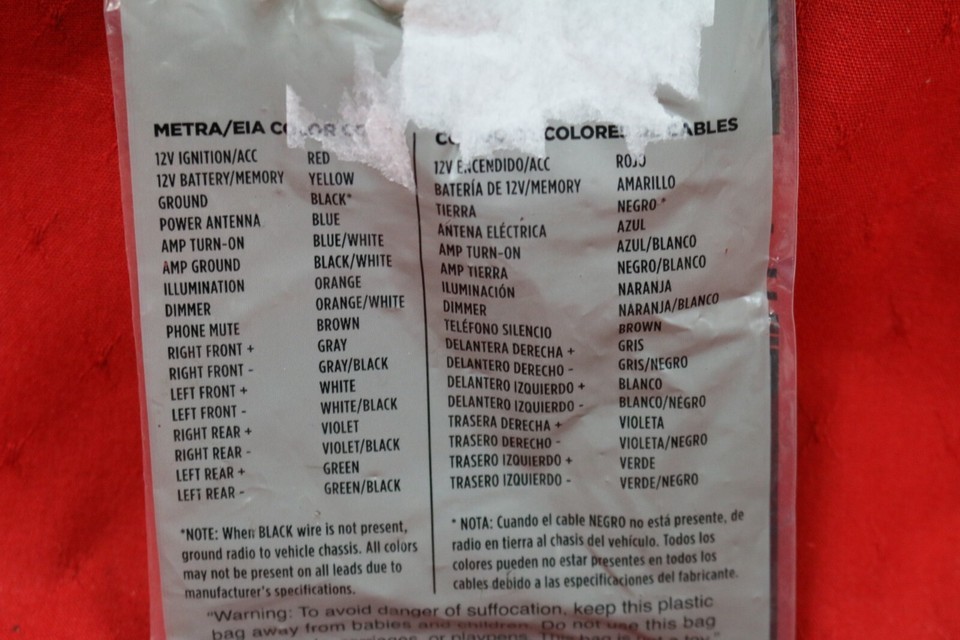 METRA/EIA COLOR
12V IGNITION/ACC RED
12V BATTERY/MEMORY YELLOW
GROUND BLACK*
POWER ANTENNA BLUE
AMP TURN-ON BLUE/WHITE
AMP GROUND BLACK/WHITE
ILLUMINATION ORANGE
DIMMER ORANGE/WHITE
PHONE MUTE BROWN
RIGHT FRONT + GRAY
RIGHT FRONT - GRAY/BLACK
LEFT FRONT + WHITE
LEFT FRONT - WHITE/BLACK
RIGHT REAR + VIOLET
RIGHT REAR - VIOLET/BLACK
LEFT REAR + GREEN
LEFT REAR - GREEN/BLACK
*NOTE: When BLACK wire is not present,
ground radio to vehicle chassis. All colors
may not be present on all leads due to
manufacturer's specifications.
COLORES DE CABLES
12V ENCENDIDO/ACC ROJO
BATERÍA DE 12V/MEMORY AMARILLO
TIERRA NEGRO *
ANTENA ELÉCTRICA AZUL
AMP TURN-ON AZUL/BLANCO
AMP TIERRA NEGRO/BLANCO
ILUMINACIÓN NARANJA
DIMMER NARANJA/BLANCO
TELÉFONO SILENCIO BROWN
DELANTERA DERECHA + GRIS
DELANTERO DERECHO - GRIS/NEGRO
DELANTERO IZQUIERDO + BLANCO
DELANTERO IZQUIERDO - BLANCO/NEGRO
TRASERA DERECHA + VIOLETA
TRASERO DERECHO - VIOLETA/NEGRO
TRASERO IZQUIERDO + VERDE
TRASERO IZQUIERDO - VERDE/NEGRO
* NOTA: Cuando el cable NEGRO no está presente, de
radio en tierra al chasis del vehículo. Todos los
colores pueden no estar presentes en todos los
cables debido a las especificaciones del fabricante.
"Warning: To avoid danger of suffocation, keep this plastic
bag away from babies and children. Do not use this bag
or playpens. This bag is not a toy."